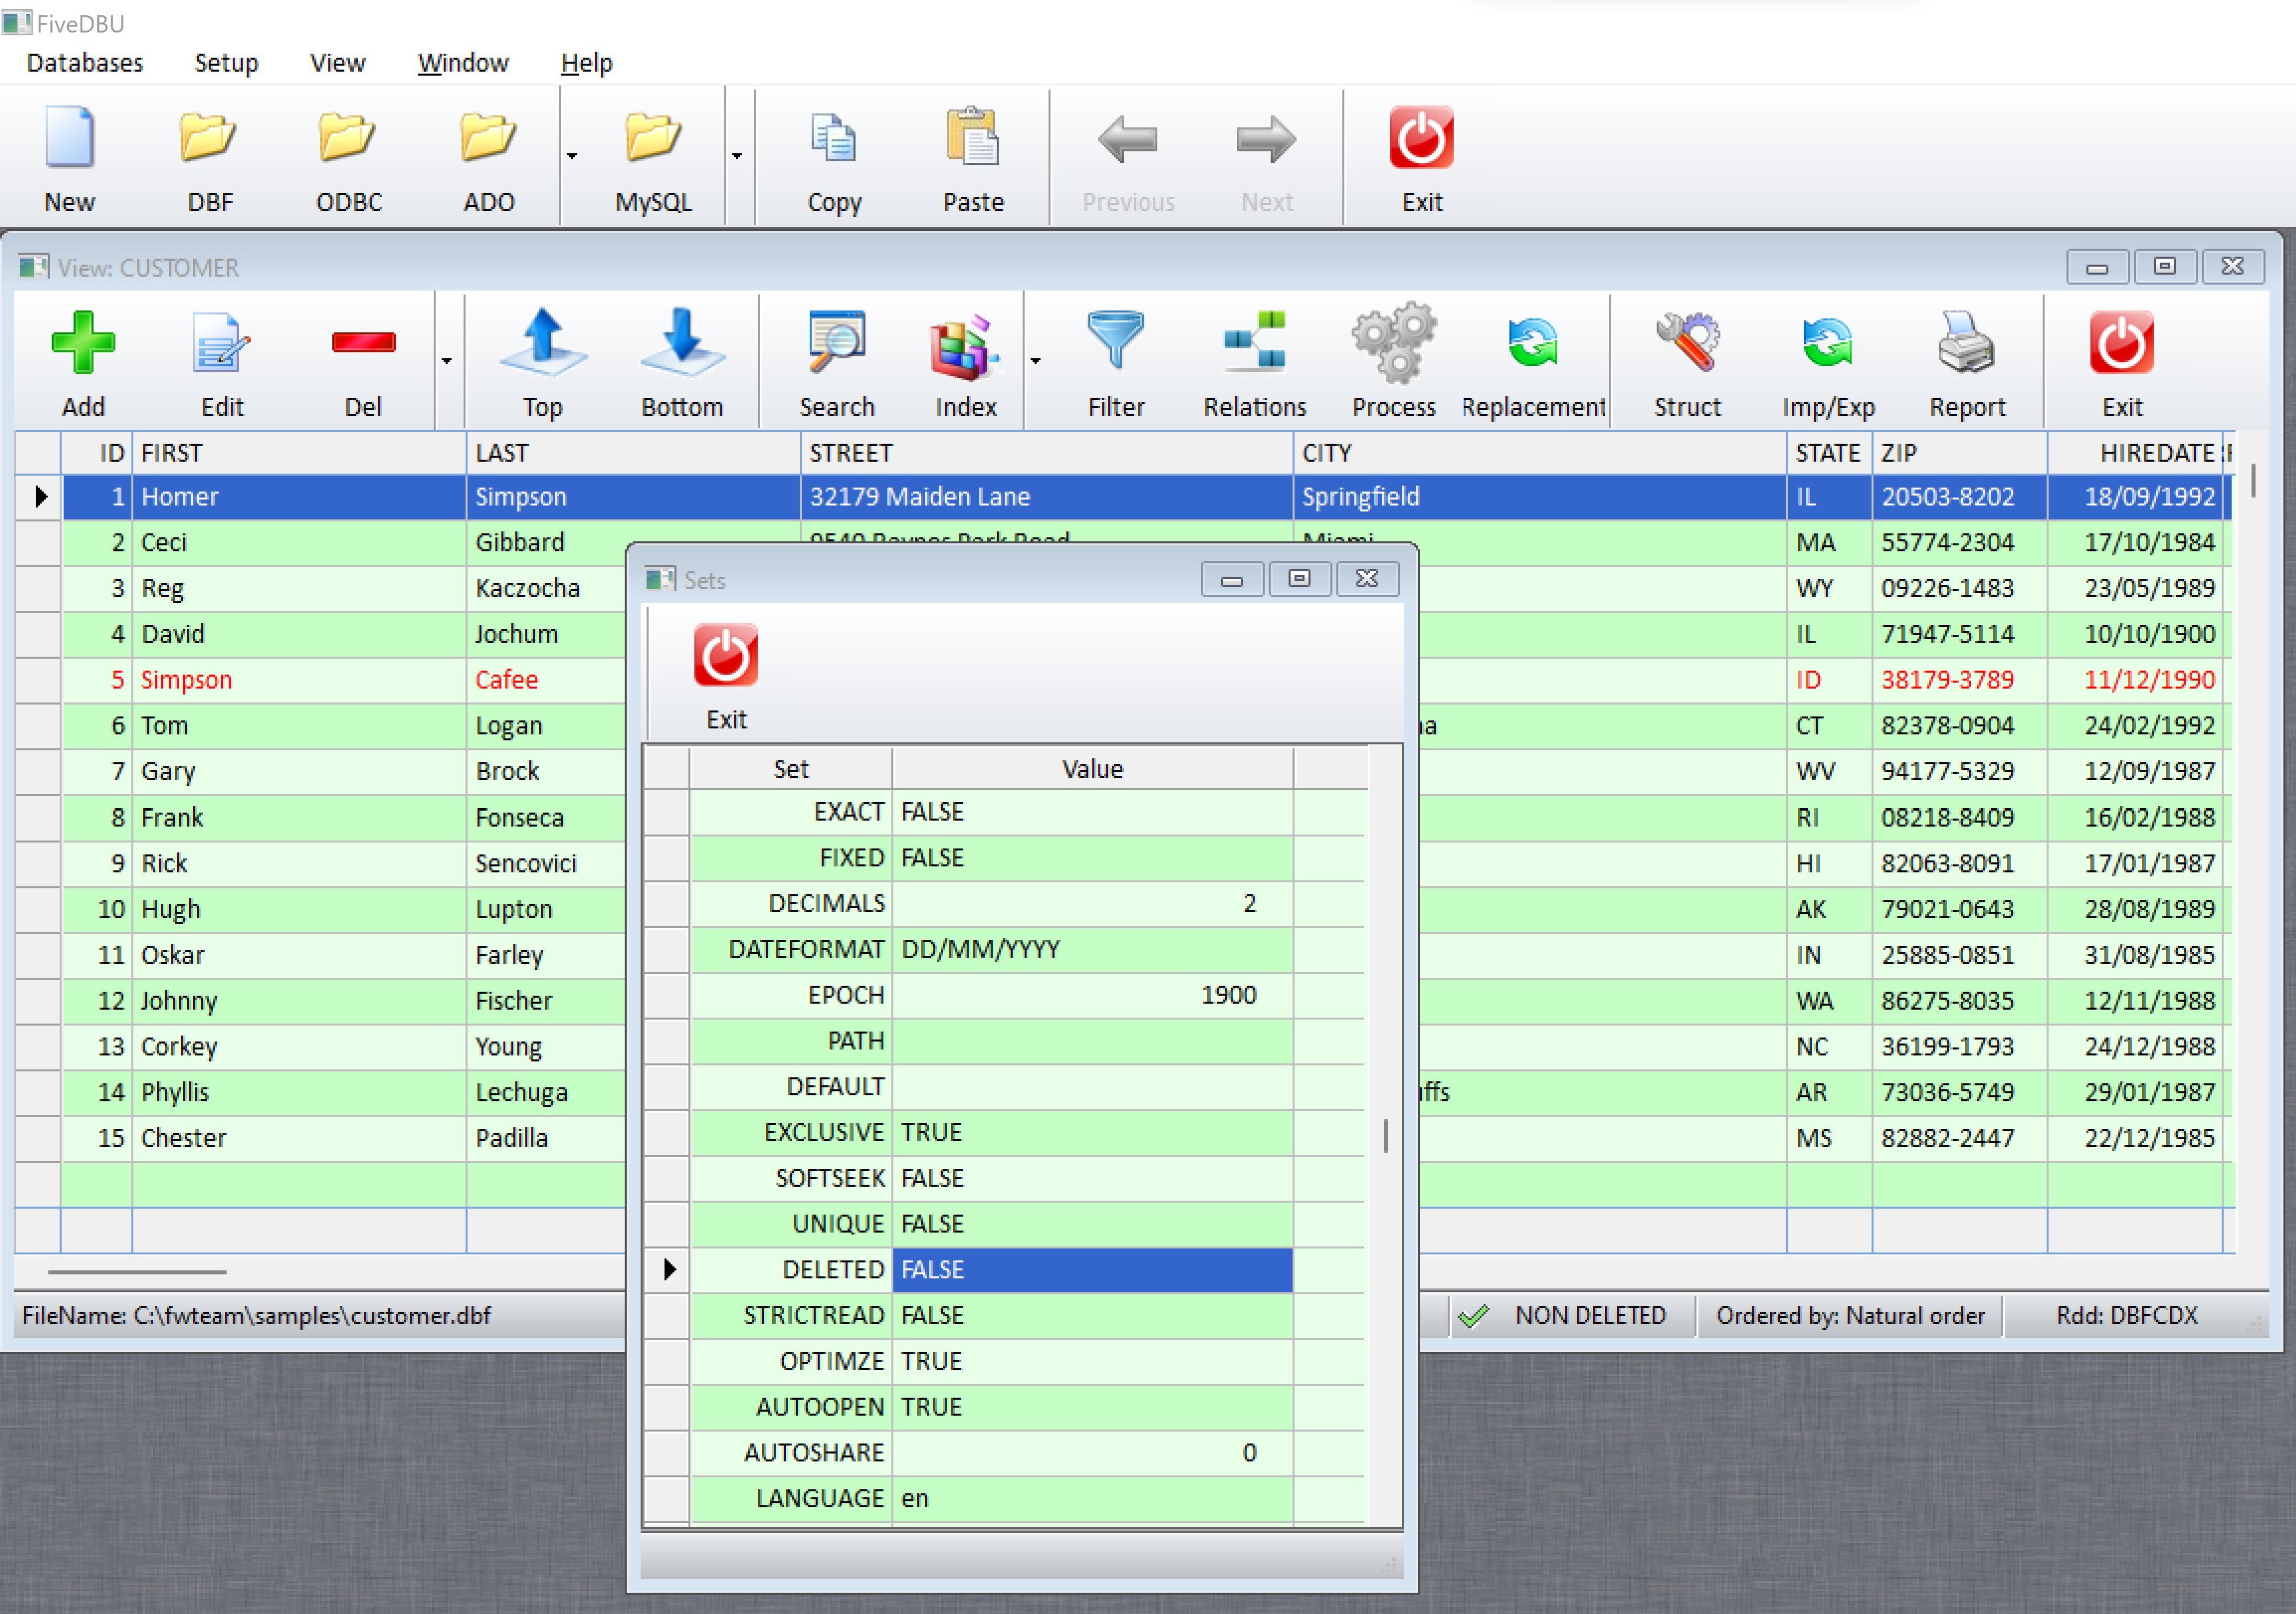 FiveDBU
Databases Setup View Window Help
New DBF ODBC ADO MySQL Copy Paste Previous Next Exit
View: CUSTOMER
Add Edit Del Top Bottom Search Index Filter Relations Process Replacement Struct Imp/Exp Report Exit
ID FIRST LAST STREET CITY STATE ZIP HIREDATE
1 Homer Simpson 32179 Maiden Lane Springfield IL 20503-8202 18/09/1992
2 Ceci Gibbard 9540 Raynes Park Road Miami MA 55774-2304 17/10/1984
3 Reg Kaczocha WY 09226-1483 23/05/1989
4 David Jochum IL 71947-5114 10/10/1900
5 Simpson Cafee ID 38179-3789 11/12/1990
6 Tom Logan CT 82378-0904 24/02/1992
7 Gary Brock WV 94177-5329 12/09/1987
8 Frank Fonseca RI 08218-8409 16/02/1988
9 Rick Sencovici HI 82063-8091 17/01/1987
10 Hugh Lupton AK 79021-0643 28/08/1989
11 Oskar Farley IN 25885-0851 31/08/1985
12 Johnny Fischer WA 86275-8035 12/11/1988
13 Corkey Young NC 36199-1793 24/12/1988
14 Phyllis Lechuga AR 73036-5749 29/01/1987
15 Chester Padilla MS 82882-2447 22/12/1985
FileName: C:\fwteam\samples\customer.dbf NON DELETED Ordered by: Natural order Rdd: DBFCDX
Sets
Exit
Set Value
EXACT FALSE
FIXED FALSE
DECIMALS 2
DATEFORMAT DD/MM/YYYY
EPOCH 1900
PATH
DEFAULT
EXCLUSIVE TRUE
SOFTSEEK FALSE
UNIQUE FALSE
DELETED FALSE
STRICTREAD FALSE
OPTIMZE TRUE
AUTOOPEN TRUE
AUTOSHARE 0
LANGUAGE en